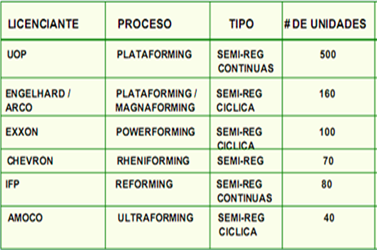 LICENCIANTE PROCESO TIPO # DE UNIDADES
UOP PLATAFORMING SEMI-REG 500
CONTINUAS
ENGELHARD / PLATAFORMING / SEMI-REG 160
ARCO MAGNAFORMING CICLICA
EXXON POWERFORMING SEMI-REG 100
CICLICA
CHEVRON RHENIFORMING SEMI-REG 70
IFP REFORMING SEMI-REG 80
CONTINUAS
AMOCO ULTRAFORMING SEMI-REG 40
CICLICA